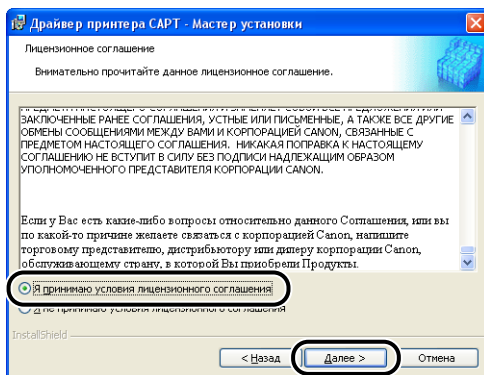 Драйвер принтера CAPT - Мастер установки
Лицензионное соглашение
Внимательно прочитайте данное лицензионное соглашение.
ЗАКЛЮЧЕННЫЕ РАНЕЕ СОГЛАШЕНИЯ, УСТНЫЕ ИЛИ ПИСЬМЕННЫЕ, А ТАКЖЕ ВСЕ ДРУГИЕ
ОБМЕНЫ СООБЩЕНИЯМИ МЕЖДУ ВАМИ И КОРПОРАЦИЕЙ CANON, СВЯЗАННЫЕ С
ПРЕДМЕТОМ НАСТОЯЩЕГО СОГЛАШЕНИЯ. НИКАКАЯ ПОПРАВКА К НАСТОЯЩЕМУ
СОГЛАШЕНИЮ НЕ ВСТУПИТ В СИЛУ БЕЗ ПОДПИСИ НАДЛЕЖАЩИМ ОБРАЗОМ
УПОЛНОМОЧЕННОГО ПРЕДСТАВИТЕЛЯ КОРПОРАЦИИ CANON.
Если у Вас есть какие-либо вопросы относительно данного Соглашения, или вы
по какой-то причине желаете связаться с корпорацией Canon, напишите
торговому представителю, дистрибьютору или дилеру корпорации Canon,
обслуживающему страну, в которой Вы приобрели Продукты.
Я принимаю условия лицензионного соглашения
Я не принимаю условия лицензионного соглашения
InstallShield
< Назад
Далее >
Отмена